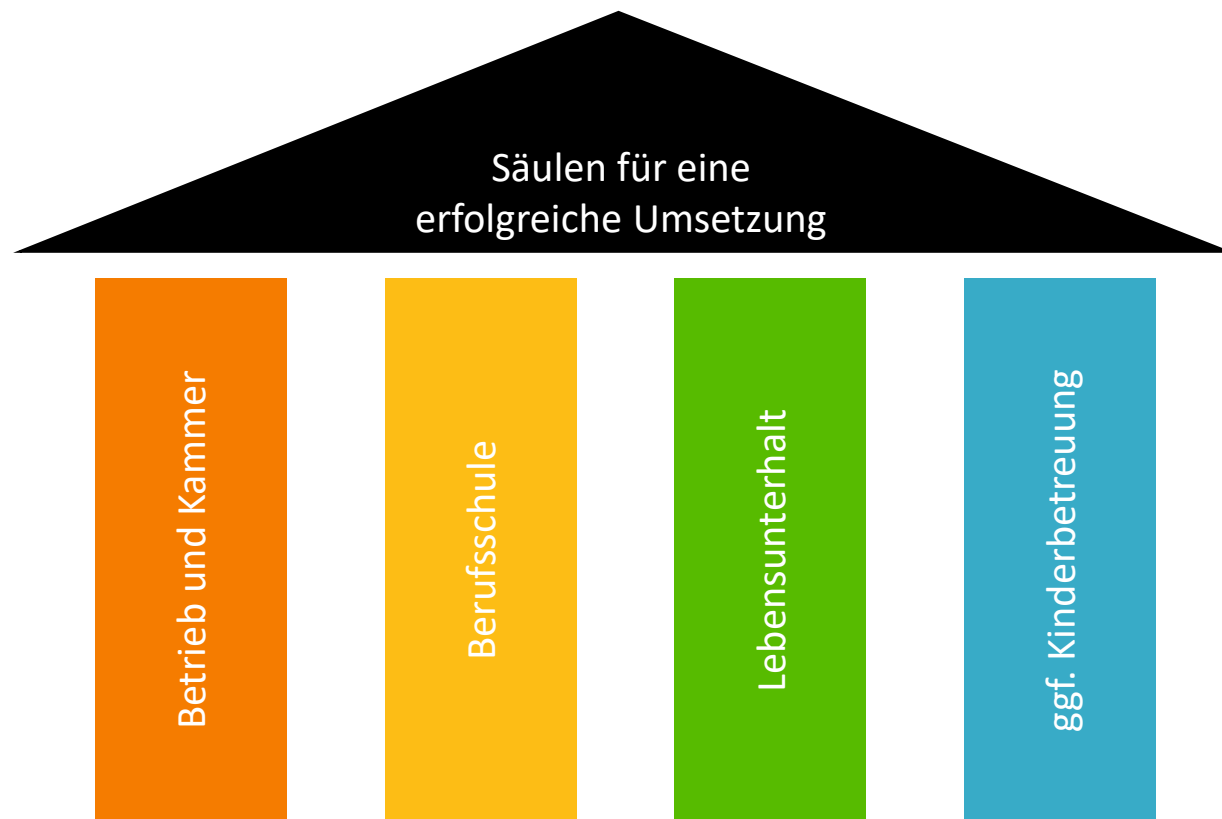 Säulen für eine
erfolgreiche Umsetzung
Betrieb und Kammer
Berufsschule
Lebensunterhalt
ggf. Kinderbetreuung